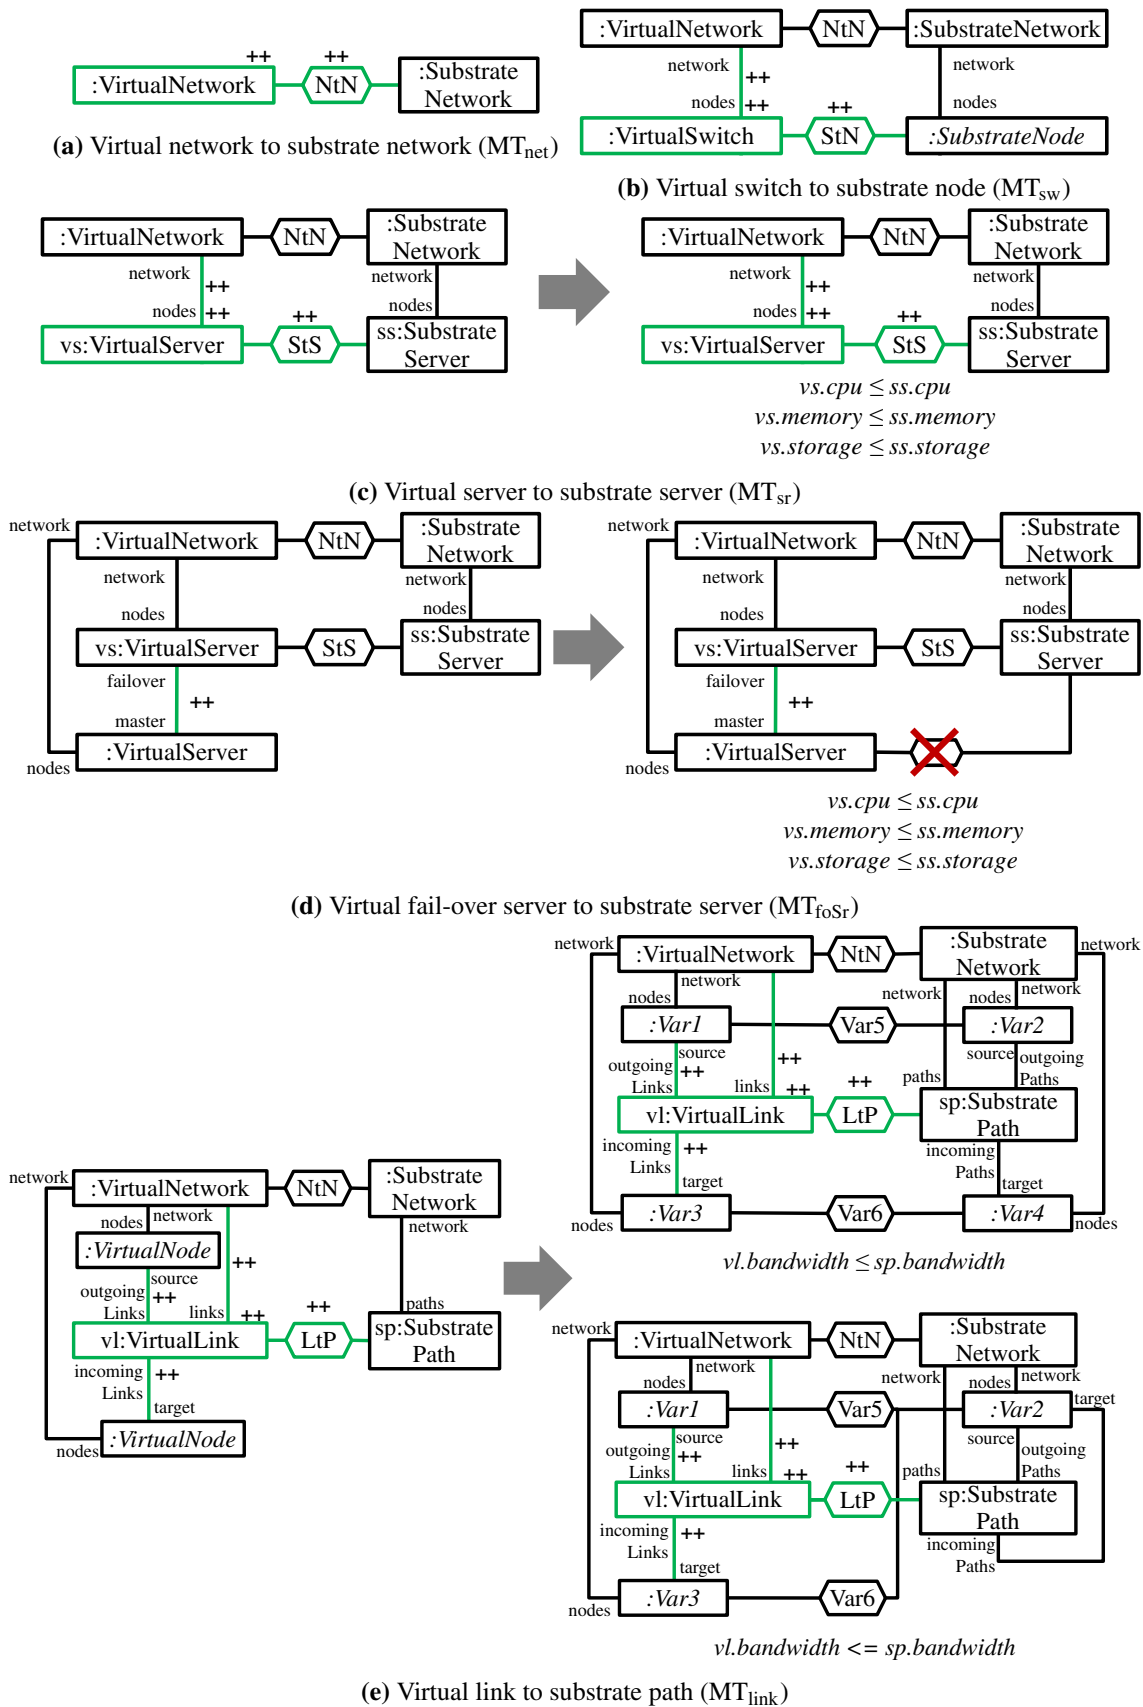 ++ ++
:VirtualNetwork NtN :Substrate
Network
(a) Virtual network to substrate network (MTnet)
:VirtualNetwork NtN :SubstrateNetwork
network network
++
nodes ++ ++ nodes
:VirtualSwitch StN :SubstrateNode
(b) Virtual switch to substrate node (MTsw)
:VirtualNetwork NtN :Substrate
Network
network ++ network
nodes ++ ++ nodes
vs:VirtualServer StS ss:Substrate
Server
:VirtualNetwork NtN :Substrate
Network
network ++ network
nodes ++ ++ nodes
vs:VirtualServer StS ss:Substrate
Server
vs.cpu ≤ ss.cpu
vs.memory ≤ ss.memory
vs.storage ≤ ss.storage
(c) Virtual server to substrate server (MTsr)
network :VirtualNetwork NtN :Substrate
Network
network network
nodes nodes
vs:VirtualServer StS ss:Substrate
Server
failover
++
master
:VirtualServer
nodes
network :VirtualNetwork NtN :Substrate
Network
network network
nodes nodes
vs:VirtualServer StS ss:Substrate
Server
failover
++
master
:VirtualServer
nodes
vs.cpu ≤ ss.cpu
vs.memory ≤ ss.memory
vs.storage ≤ ss.storage
(d) Virtual fail-over server to substrate server (MTfoSr)
network :VirtualNetwork NtN :Substrate
Network
nodes network network
:VirtualNode
source ++
outgoing ++
Links links ++ ++ paths
vl:VirtualLink LtP sp:Substrate
Path
incoming ++
Links
target
nodes :VirtualNode
network :VirtualNetwork NtN :Substrate network
Network
network network nodes network
nodes
:Var1 Var5 :Var2
source source
outgoing ++ ++ outgoing
Links links ++ ++ paths Paths
vl:VirtualLink LtP sp:Substrate
Path
incoming ++ incoming
Links Paths
target target
nodes :Var3 Var6 :Var4 nodes
vl.bandwidth ≤ sp.bandwidth
network :VirtualNetwork NtN :Substrate
Network
network network nodes network
nodes target
:Var1 Var5 :Var2
source source
outgoing ++ ++ outgoing
Links links ++ ++ paths Paths
vl:VirtualLink LtP sp:Substrate
Path
incoming ++ incoming
Links Paths
target
nodes :Var3 Var6
vl.bandwidth <= sp.bandwidth
(e) Virtual link to substrate path (MTlink)